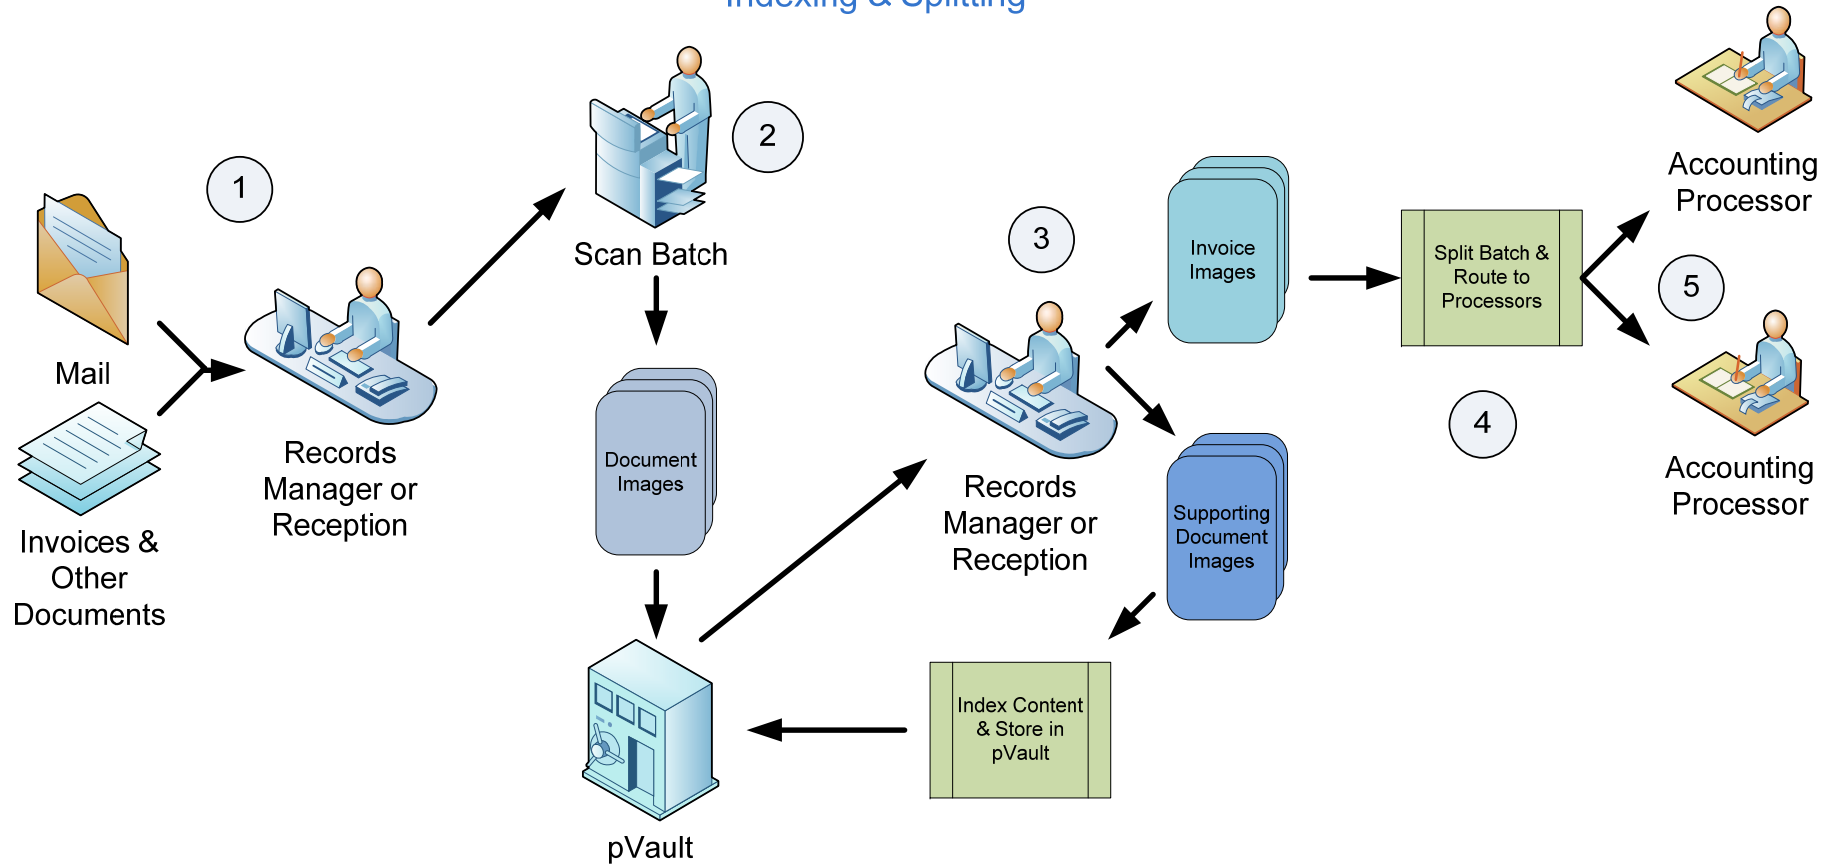 Indexing & Splitting
1
Mail
Invoices &
Other
Documents
Records
Manager or
Reception
2
Scan Batch
Document
Images
pVault
3
Records
Manager or
Reception
Invoice
Images
Supporting
Document
Images
Index Content
& Store in
pVault
Split Batch &
Route to
Processors
4
5
Accounting
Processor
Accounting
Processor